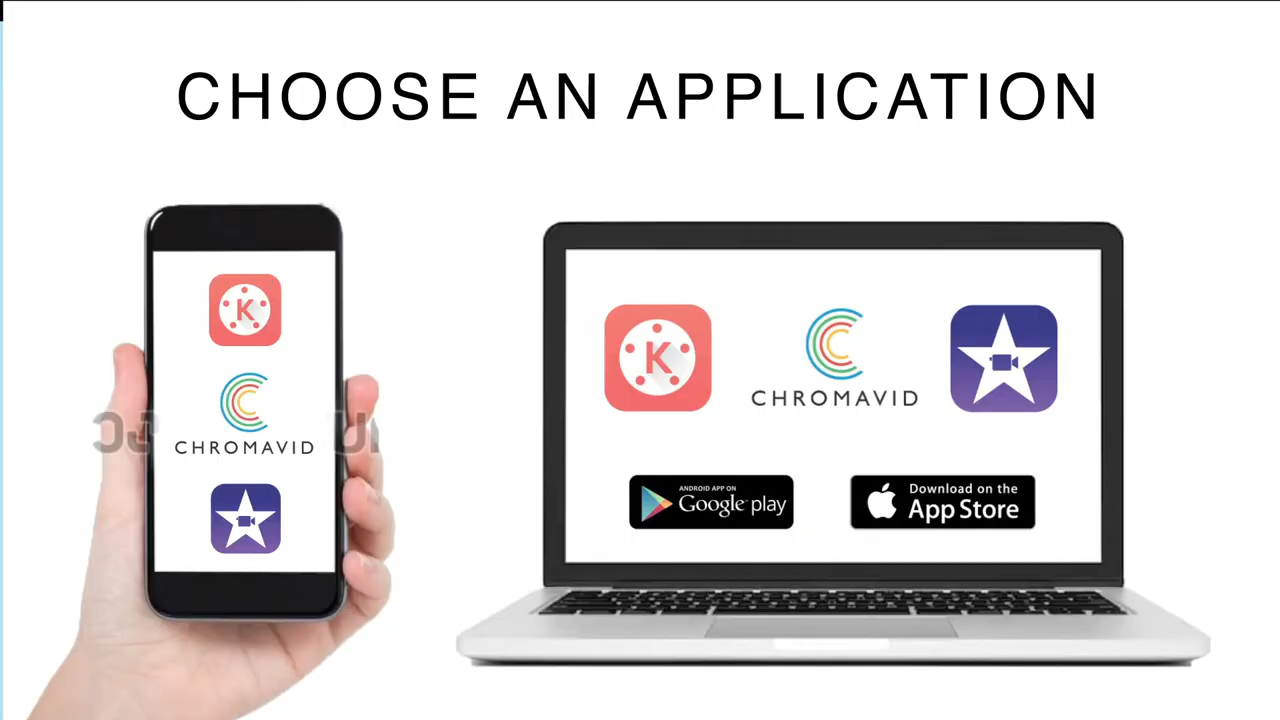 CHOOSE AN APPLICATION
K
CHROMAVID
K
CHROMAVID
ANDROID APP ON
Google play
Download on the
App Store